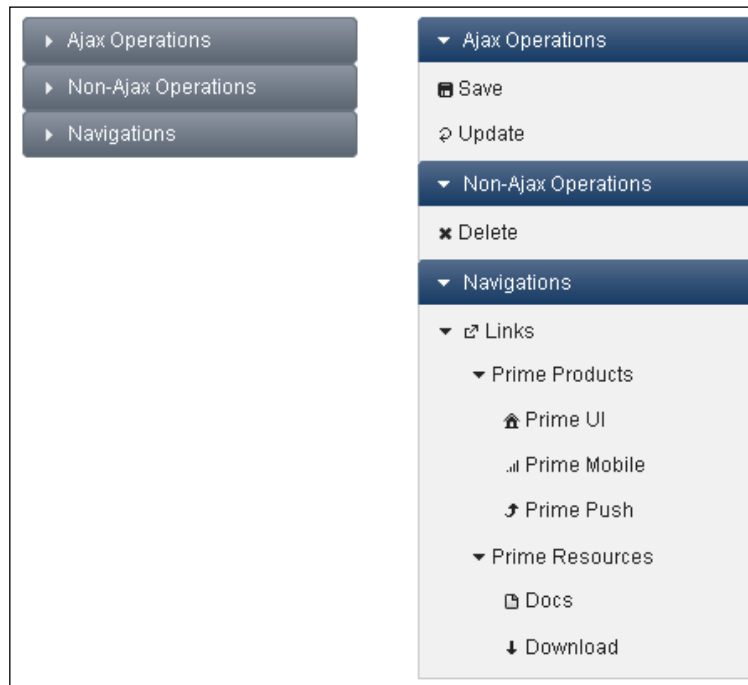 Ajax Operations
Non-Ajax Operations
Navigations
Ajax Operations
Save
Update
Non-Ajax Operations
Delete
Navigations
Links
Prime Products
Prime UI
Prime Mobile
Prime Push
Prime Resources
Docs
Download